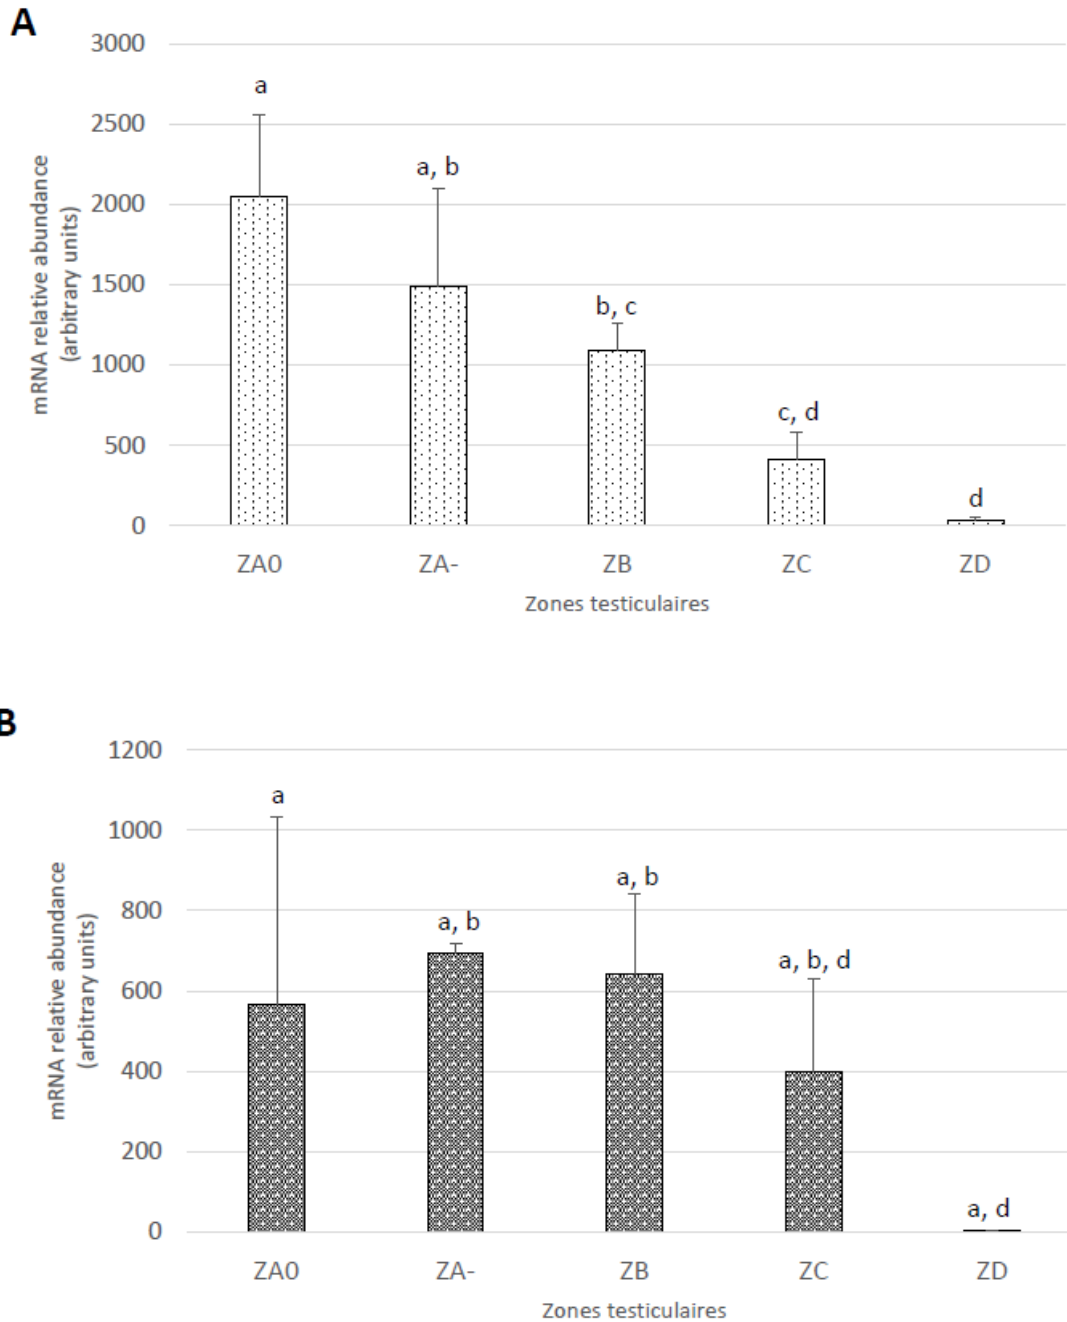 A
3000
a
2500
a, b
2000
1500
b, c
1000
c, d
500
d
0
mRNA relative abundance
(arbitrary units)
ZA0 ZA- ZB ZC ZD
Zones testiculaires
B
1200
a
1000
a, b
800
a, b
a, b, d
600
400
200
a, d
0
mRNA relative abundance
(arbitrary units)
ZA0 ZA- ZB ZC ZD
Zones testiculaires